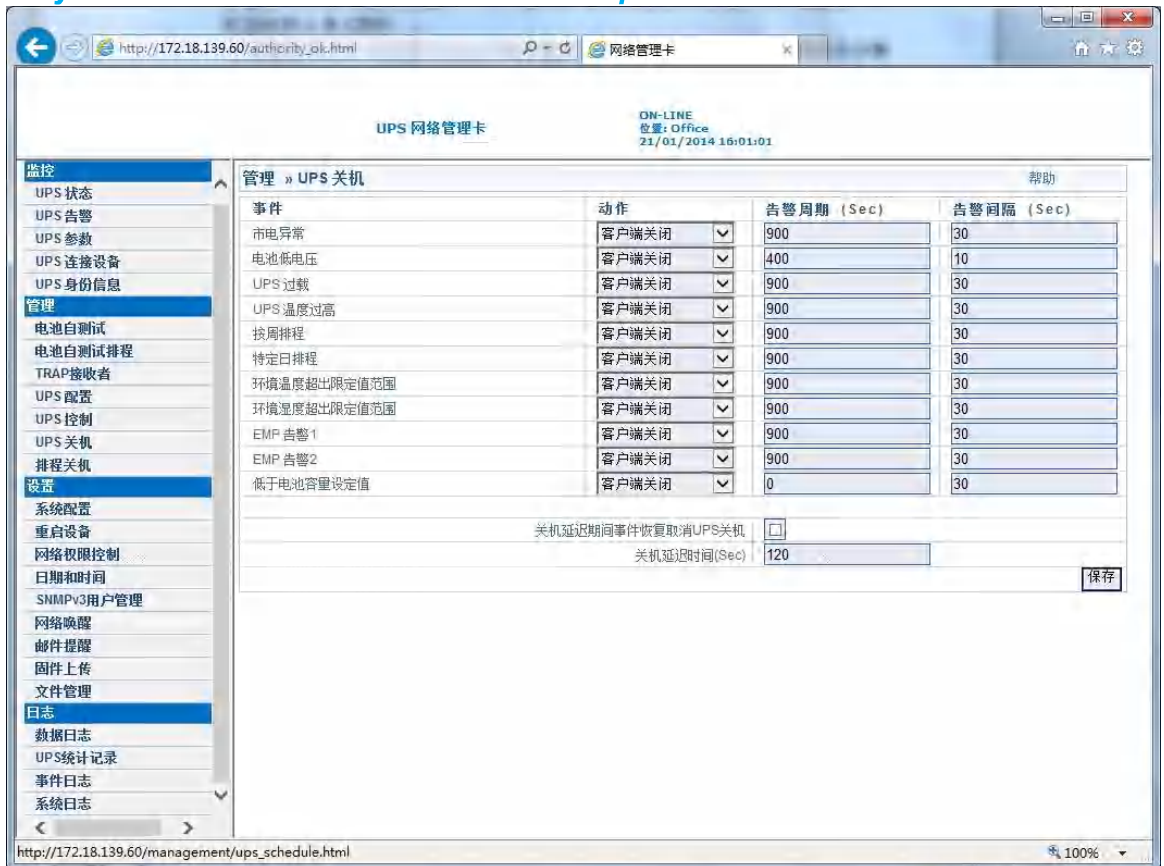 http://172.18.139.60/authority_ok.html
网络管理卡
UPS 网络管理卡
ON-LINE
位置: Office
21/01/2014 16:01:01
监控
UPS 状态
UPS 告警
UPS 参数
UPS 连接设备
UPS 身份信息
管理
电池自测试
电池自测试排程
TRAP接收者
UPS 配置
UPS 控制
UPS 关机
排程关机
设置
系统配置
重启设备
网络权限控制
日期和时间
SNMPv3用户管理
网络唤醒
邮件提醒
固件上传
文件管理
日志
数据日志
UPS统计记录
事件日志
系统日志
管理 » UPS 关机 帮助
事件 动作 告警周期 (Sec) 告警间隔 (Sec)
市电异常 客户端关闭 900 30
电池低电压 客户端关闭 400 10
UPS 过载 客户端关闭 900 30
UPS 温度过高 客户端关闭 900 30
按周排程 客户端关闭 900 30
特定日排程 客户端关闭 900 30
环境温度超出限定值范围 客户端关闭 900 30
环境湿度超出限定值范围 客户端关闭 900 30
EMP 告警1 客户端关闭 900 30
EMP 告警2 客户端关闭 900 30
低于电池容量设定值 客户端关闭 0 30
关机延迟期间事件恢复取消UPS关机
关机延迟时间(Sec) 120
保存
http://172.18.139.60/management/ups_schedule.html 100%